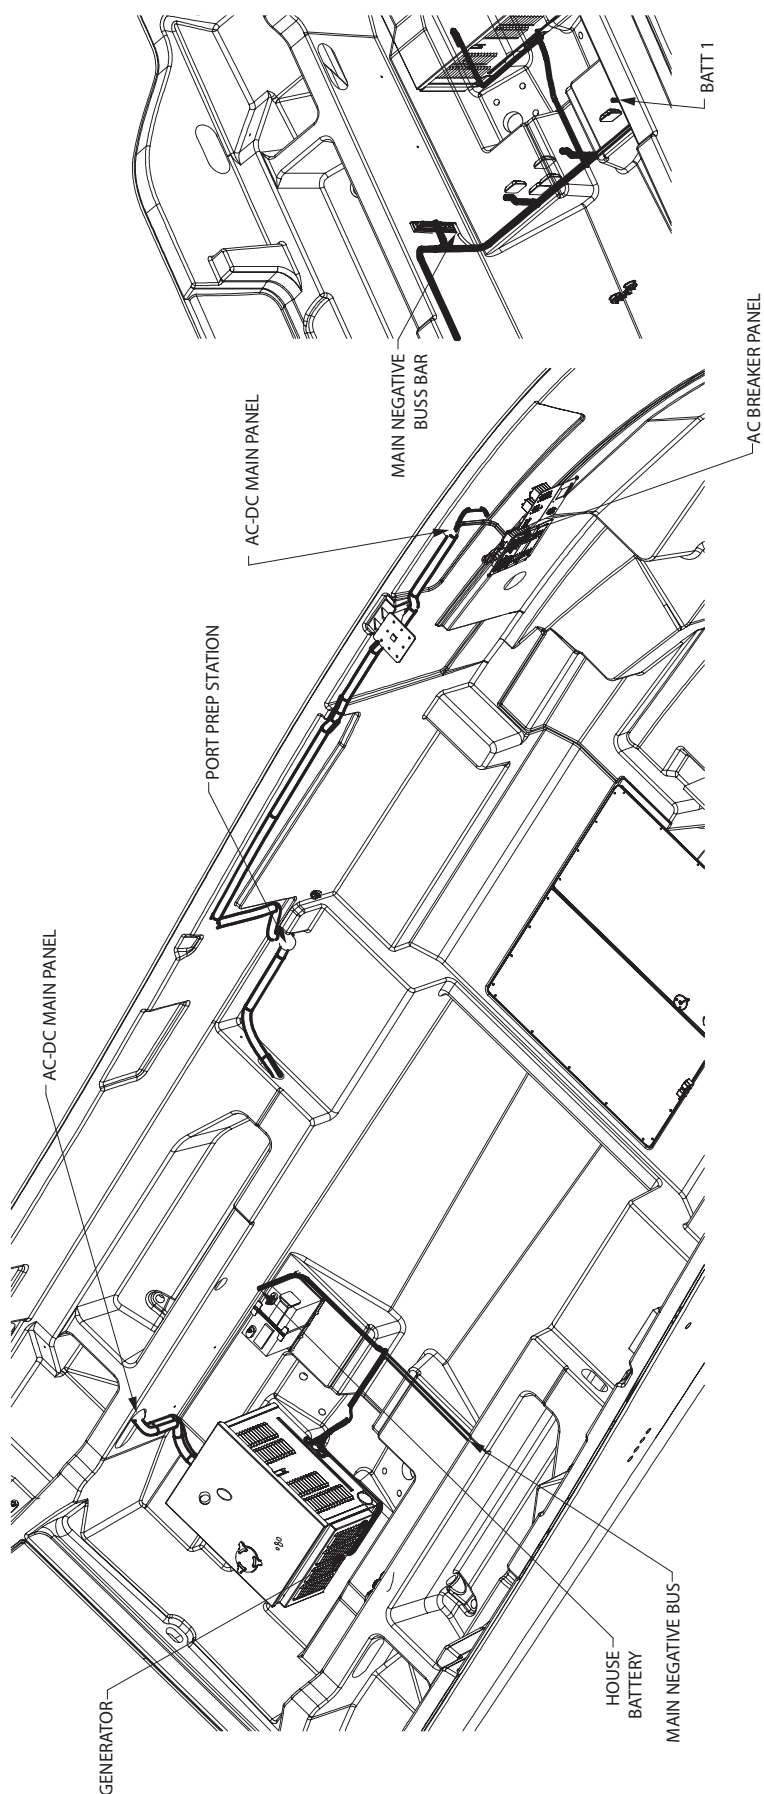 BATT 1
MAIN NEGATIVE
BUSS BAR
AC BREAKER PANEL
AC-DC MAIN PANEL
PORT PREP STATION
AC-DC MAIN PANEL
GENERATOR
HOUSE
BATTERY
MAIN NEGATIVE BUS